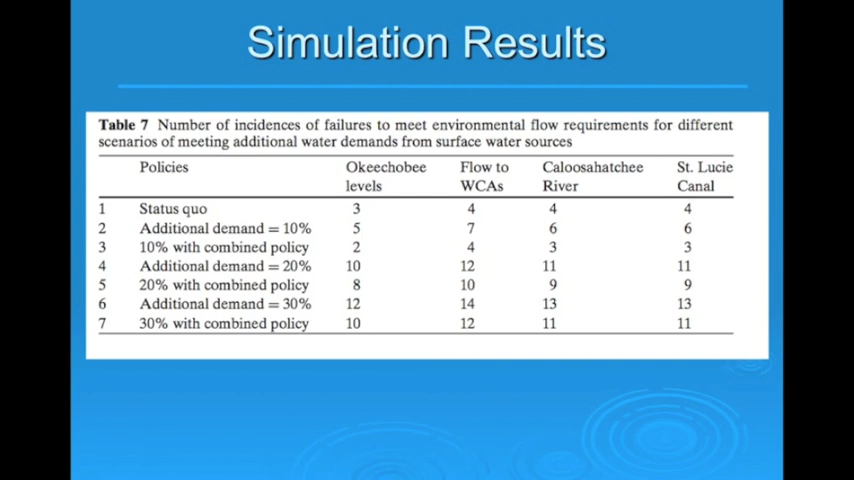 Simulation Results
Table 7 Number of incidences of failures to meet environmental flow requirements for different
scenarios of meeting additional water demands from surface water sources
Policies Okeechobee levels Flow to WCAs Caloosahatchee River St. Lucie Canal
1 Status quo 3 4 4 4
2 Additional demand = 10% 5 7 6 6
3 10% with combined policy 2 4 3 3
4 Additional demand = 20% 10 12 11 11
5 20% with combined policy 8 10 9 9
6 Additional demand = 30% 12 14 13 13
7 30% with combined policy 10 12 11 11